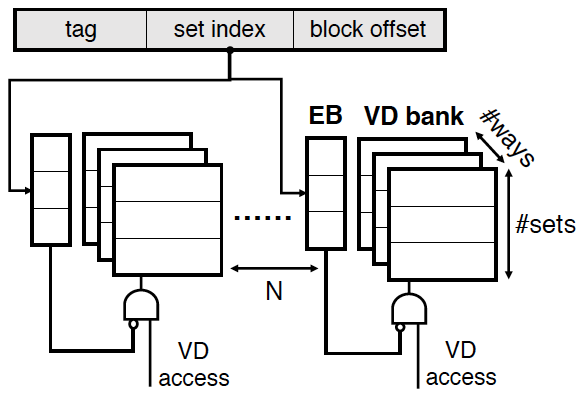 tag set index block offset
EB VD bank #ways
......
#sets
N
VD access
VD access